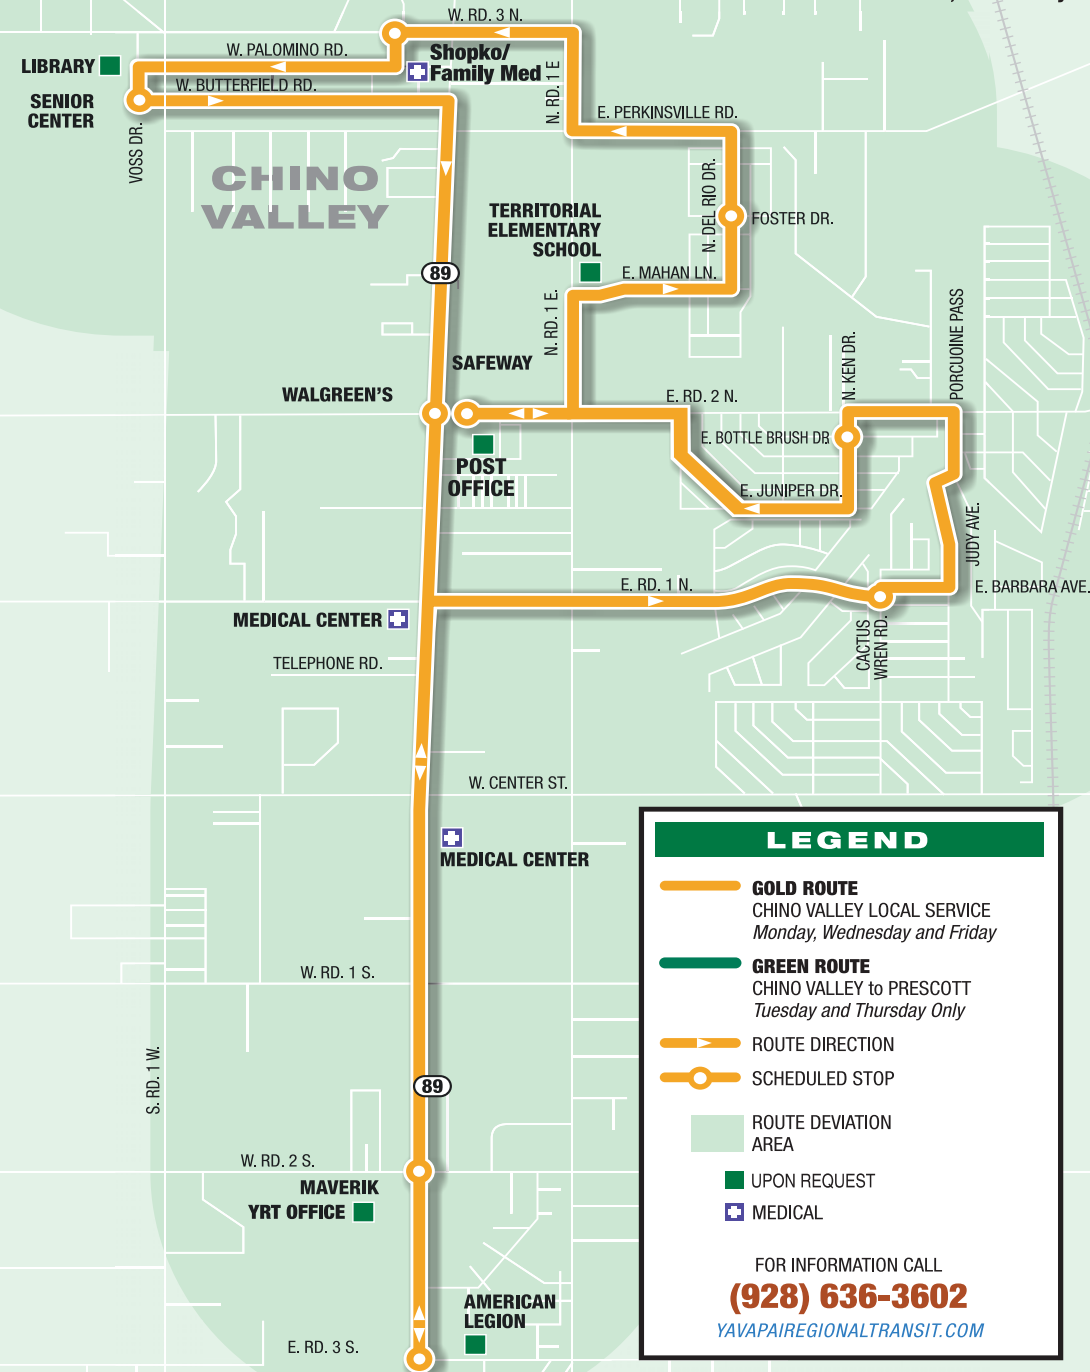 W. RD. 3 N.
W. PALOMINO RD.
Shopko/
Family Med
LIBRARY
W. BUTTERFIELD RD.
SENIOR
CENTER
VOSS DR.
N. RD. 1 E
E. PERKINSVILLE RD.
CHINO
VALLEY
N. DEL RIO DR.
FOSTER DR.
TERRITORIAL
ELEMENTARY
SCHOOL
89
E. MAHAN LN.
N. RD. 1 E.
PORCUOINE PASS
N. KEN DR.
SAFEWAY
WALGREEN'S
E. RD. 2 N.
E. BOTTLE BRUSH DR
POST
OFFICE
E. JUNIPER DR.
JUDY AVE.
E. RD. 1 N.
E. BARBARA AVE.
MEDICAL CENTER
CACTUS
WREN RD.
TELEPHONE RD.
W. CENTER ST.
MEDICAL CENTER
W. RD. 1 S.
S. RD. 1 W.
89
W. RD. 2 S.
MAVERIK
YRT OFFICE
AMERICAN
LEGION
E. RD. 3 S.
LEGEND
GOLD ROUTE
CHINO VALLEY LOCAL SERVICE
Monday, Wednesday and Friday
GREEN ROUTE
CHINO VALLEY to PRESCOTT
Tuesday and Thursday Only
ROUTE DIRECTION
SCHEDULED STOP
ROUTE DEVIATION
AREA
UPON REQUEST
MEDICAL
FOR INFORMATION CALL
(928) 636-3602
YAVAPAIREGIONALTRANSIT.COM